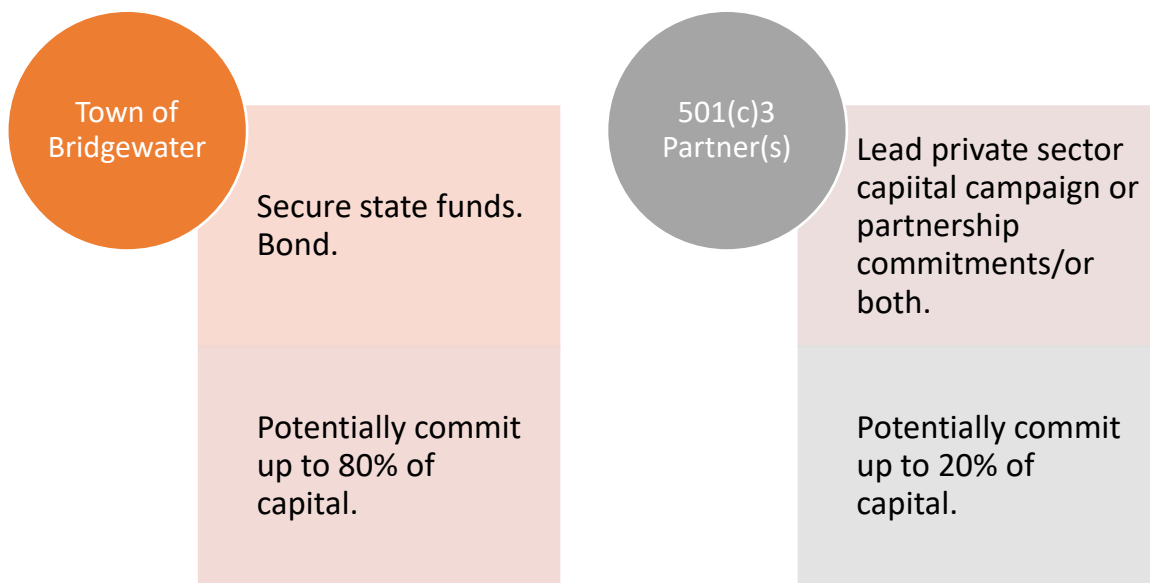 Town of
Bridgewater
Secure state funds.
Bond.
Potentially commit
up to 80% of
capital.
501(c)3
Partner(s)
Lead private sector
capiital campaign or
partnership
commitments/or
both.
Potentially commit
up to 20% of
capital.